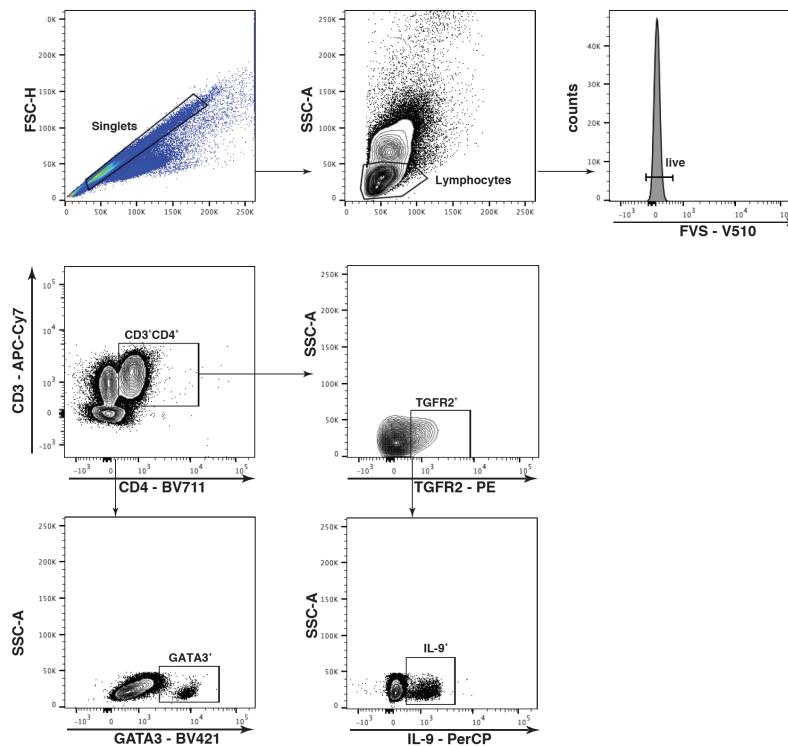 FSC-H
:0K
200K
150K
100K
50K
0
Singlets
0 50K 100K 150K 200K 250K
SSC-A
250K
200K
150K
100K
50K
0
Lymphocytes
50K 100K 150K 200K 250K
counts
40K
30K
20K
10K
0
live
-10³ 0 10³ 10⁴ 10⁵
FVS - V510
CD3 - APC-Cy7
10⁵
10⁴
10³
0
-10³
CD3⁺CD4⁺
-10³ 0 10³ 10⁴ 10⁵
CD4 - BV711
SSC-A
250K
200K
150K
100K
50K
0
TGFR2⁺
-10³ 0 10³ 10⁴ 10⁵
TGFR2 - PE
SSC-A
250K
200K
150K
100K
50K
0
GATA3⁺
-10³ 0 10³ 10⁴ 10⁵
GATA3 - BV421
SSC-A
250K
200K
150K
100K
50K
0
IL-9⁺
-10³ 0 10³ 10⁴ 10⁵
IL-9 - PerCP